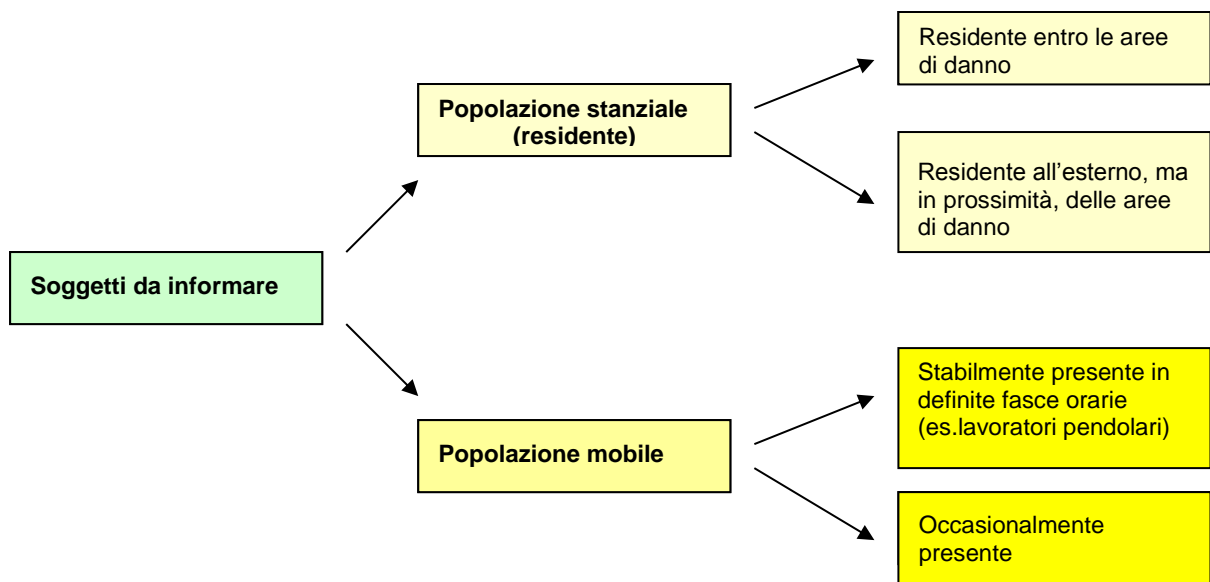 Residente entro le aree
di danno
Popolazione stanziale
(residente)
Residente all’esterno, ma
in prossimità, delle aree
di danno
Soggetti da informare
Stabilmente presente in
definite fasce orarie
(es.lavoratori pendolari)
Popolazione mobile
Occasionalmente
presente